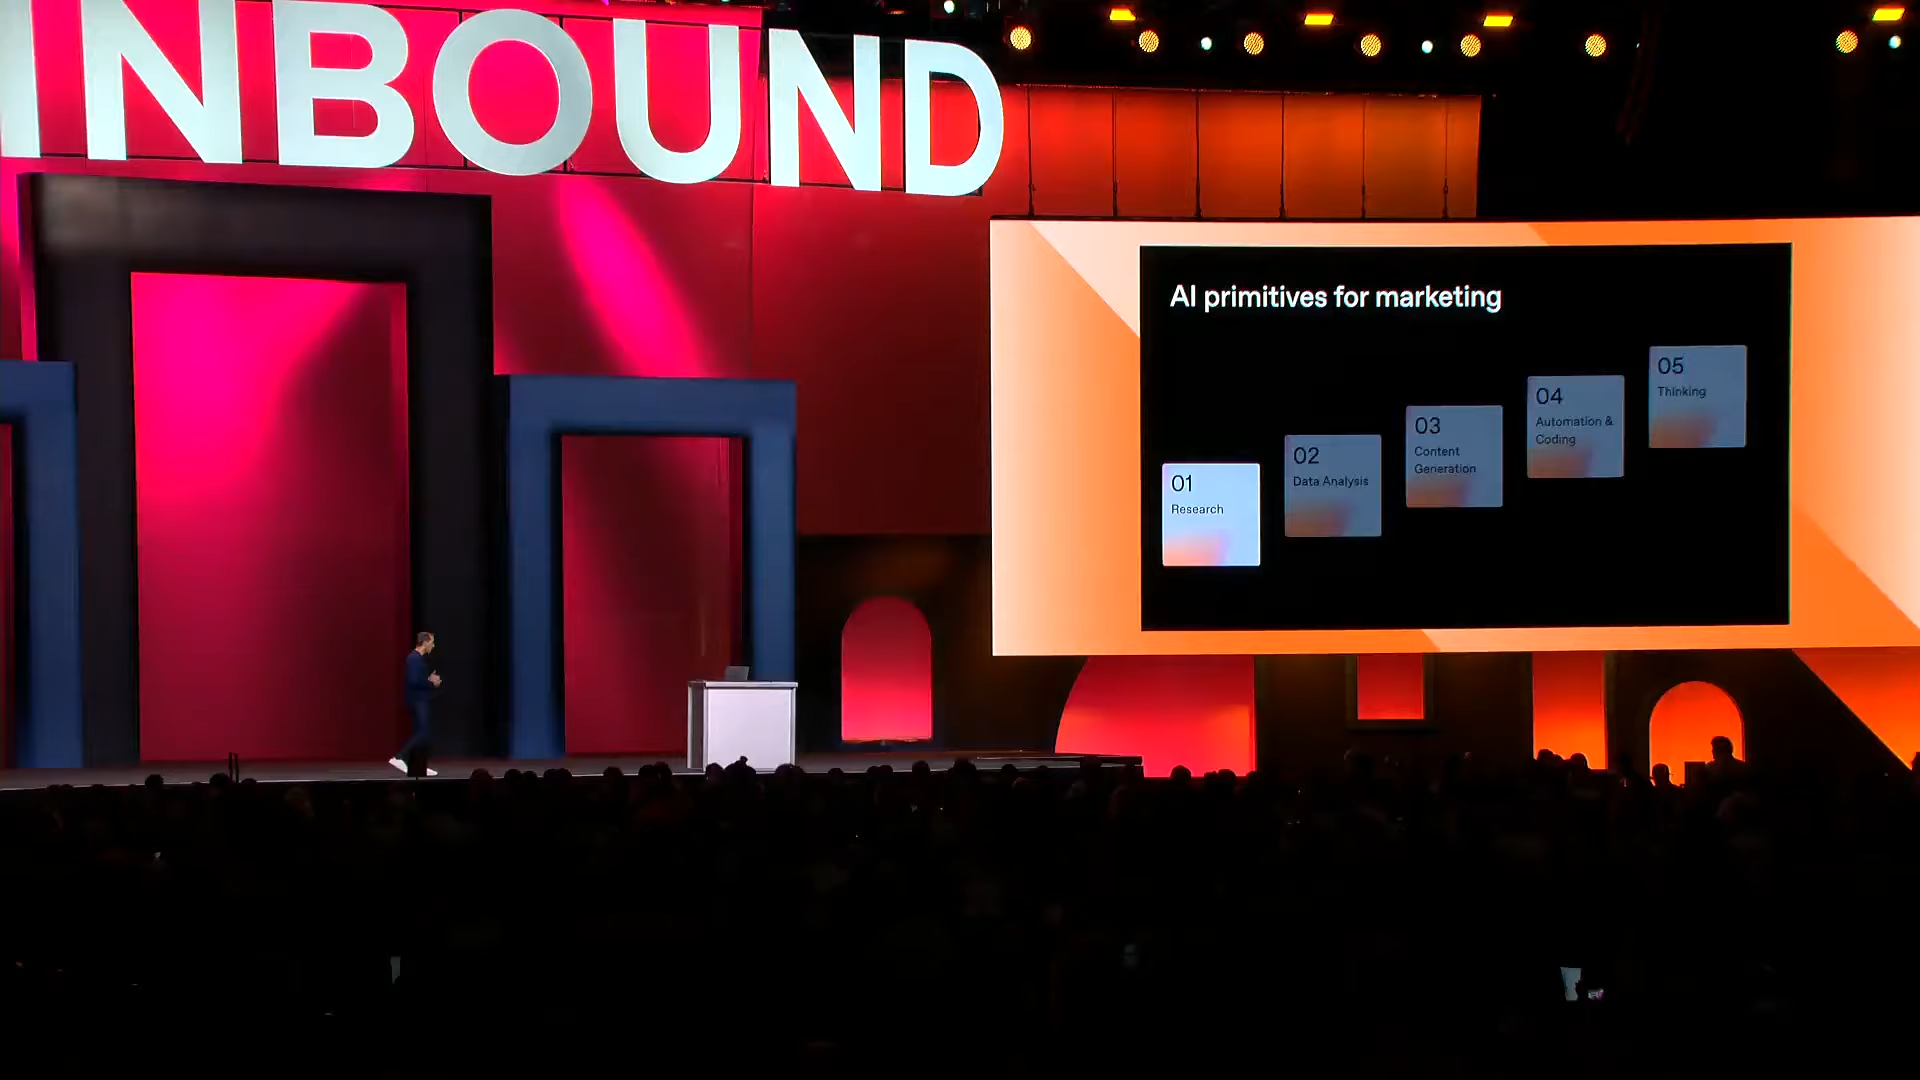 INBOUND
AI primitives for marketing
01
Research
02
Data Analysis
03
Content
Generation
04
Automation &
Coding
05
Thinking